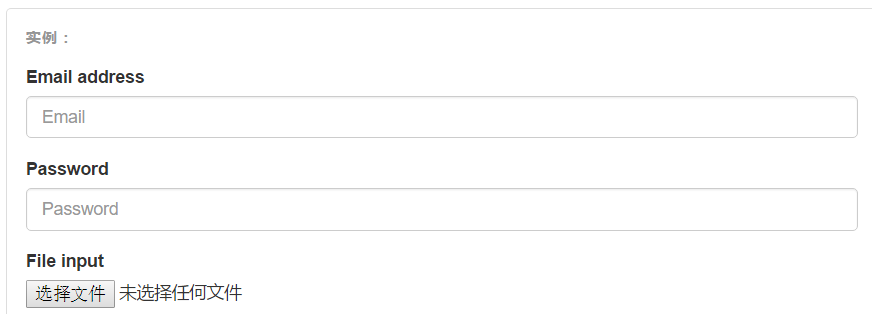 实例：
Email address
Email
Password
Password
File input
选择文件 未选择任何文件